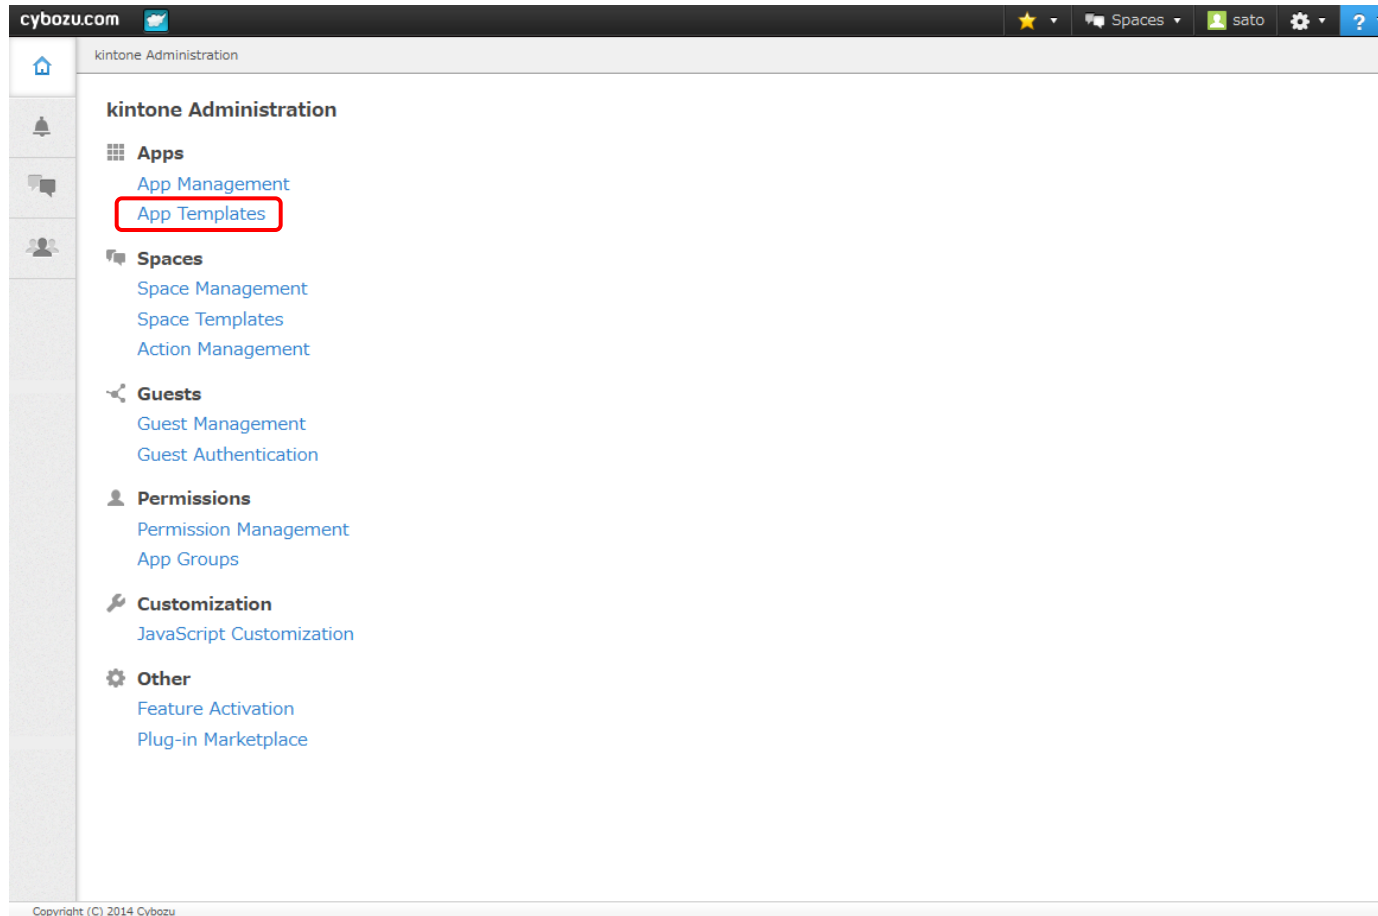 cybozu.com
Spaces
sato
?
kintone Administration
kintone Administration
Apps
App Management
App Templates
Spaces
Space Management
Space Templates
Action Management
Guests
Guest Management
Guest Authentication
Permissions
Permission Management
App Groups
Customization
JavaScript Customization
Other
Feature Activation
Plug-in Marketplace
Copyright (C) 2014 Cybozu